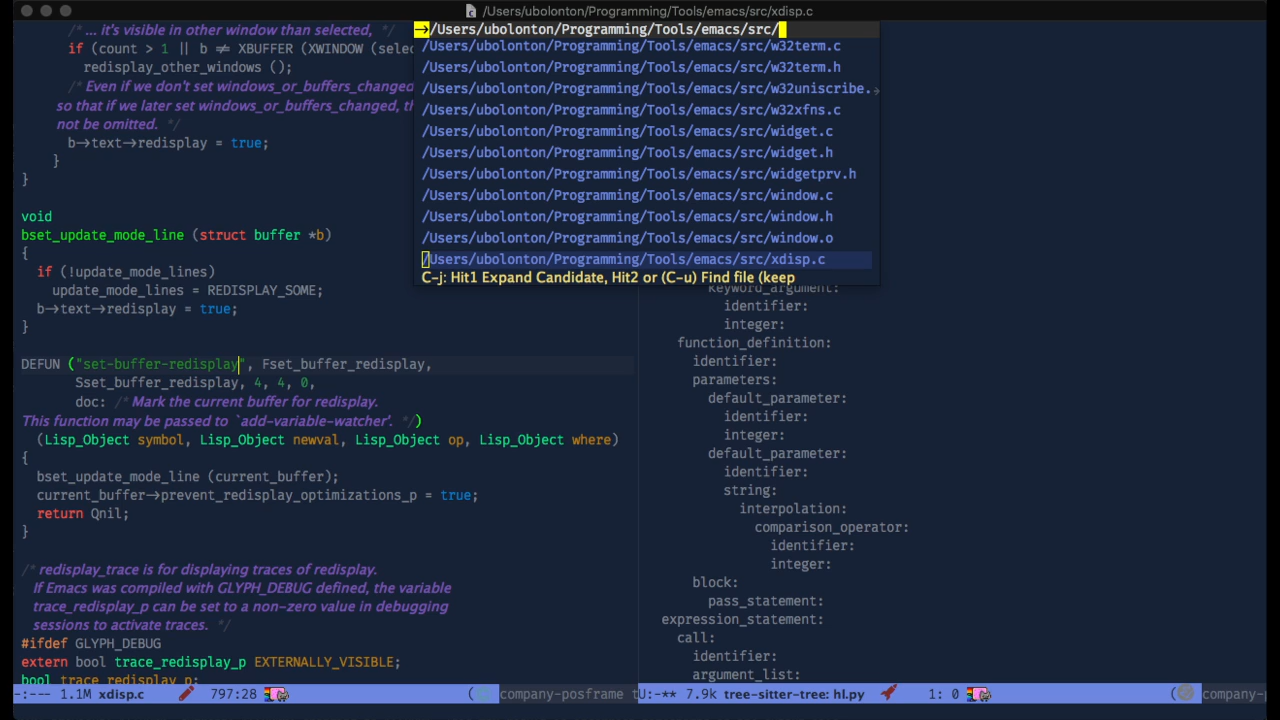 /Users/ubolonton/Programming/Tools/emacs/src/xdisp.c
/* … it's visible in other window than selected, */
if (count > 1 || b ≠ XBUFFER (XWINDOW (selec
redisplay_other_windows ();
/* Even if we don't set windows_or_buffers_changed
so that if we later set windows_or_buffers_changed, th
not be omitted. */
b→text→redisplay = true;
}
}
void
bset_update_mode_line (struct buffer *b)
{
if (!update_mode_lines)
update_mode_lines = REDISPLAY_SOME;
b→text→redisplay = true;
}
DEFUN ("set-buffer-redisplay", Fset_buffer_redisplay,
Sset_buffer_redisplay, 4, 4, 0,
doc: /* Mark the current buffer for redisplay.
This function may be passed to `add-variable-watcher'. */)
(Lisp_Object symbol, Lisp_Object newval, Lisp_Object op, Lisp_Object where)
{
bset_update_mode_line (current_buffer);
current_buffer→prevent_redisplay_optimizations_p = true;
return Qnil;
}
/* redisplay_trace is for displaying traces of redisplay.
If Emacs was compiled with GLYPH_DEBUG defined, the variable
trace_redisplay_p can be set to a non-zero value in debugging
sessions to activate traces. */
#ifdef GLYPH_DEBUG
extern bool trace_redisplay_p EXTERNALLY_VISIBLE;
bool trace_redisplay_p;
→/Users/ubolonton/Programming/Tools/emacs/src/
/Users/ubolonton/Programming/Tools/emacs/src/w32term.c
/Users/ubolonton/Programming/Tools/emacs/src/w32term.h
/Users/ubolonton/Programming/Tools/emacs/src/w32uniscribe.
/Users/ubolonton/Programming/Tools/emacs/src/w32xfns.c
/Users/ubolonton/Programming/Tools/emacs/src/widget.c
/Users/ubolonton/Programming/Tools/emacs/src/widget.h
/Users/ubolonton/Programming/Tools/emacs/src/widgetprv.h
/Users/ubolonton/Programming/Tools/emacs/src/window.c
/Users/ubolonton/Programming/Tools/emacs/src/window.h
/Users/ubolonton/Programming/Tools/emacs/src/window.o
/Users/ubolonton/Programming/Tools/emacs/src/xdisp.c
C-j: Hit1 Expand Candidate, Hit2 or (C-u) Find file (keep
keyword_argument:
identifier:
integer:
function_definition:
identifier:
parameters:
default_parameter:
identifier:
integer:
default_parameter:
identifier:
string:
interpolation:
comparison_operator:
identifier:
integer:
block:
pass_statement:
expression_statement:
call:
identifier:
argument_list:
-:--- 1.1M xdisp.c 797:28 ( company-posframe t
U:-** 7.9k tree-sitter-tree: hl.py 1: 0 ( company-p